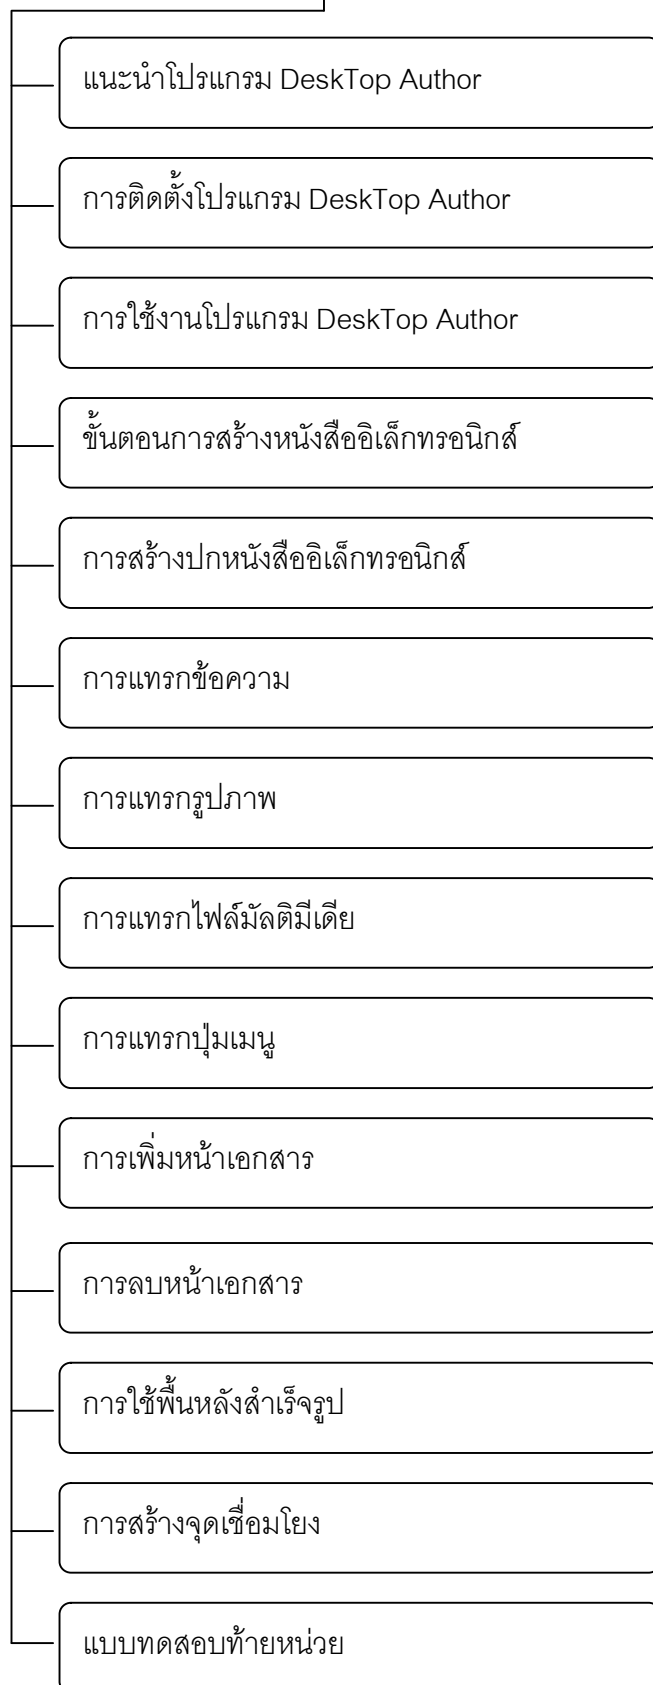 แนะนำโปรแกรม DeskTop Author
การติดตั้งโปรแกรม DeskTop Author
การใช้งานโปรแกรม DeskTop Author
ขั้นตอนการสร้างหนังสืออิเล็กทรอนิกส์
การสร้างปกหนังสืออิเล็กทรอนิกส์
การแทรกข้อความ
การแทรกรูปภาพ
การแทรกไฟล์มัลติมีเดีย
การแทรกปุ่มเมนู
การเพิ่มหน้าเอกสาร
การลบหน้าเอกสาร
การใช้พื้นหลังสำเร็จรูป
การสร้างจุดเชื่อมโยง
แบบทดสอบท้ายหน่วย